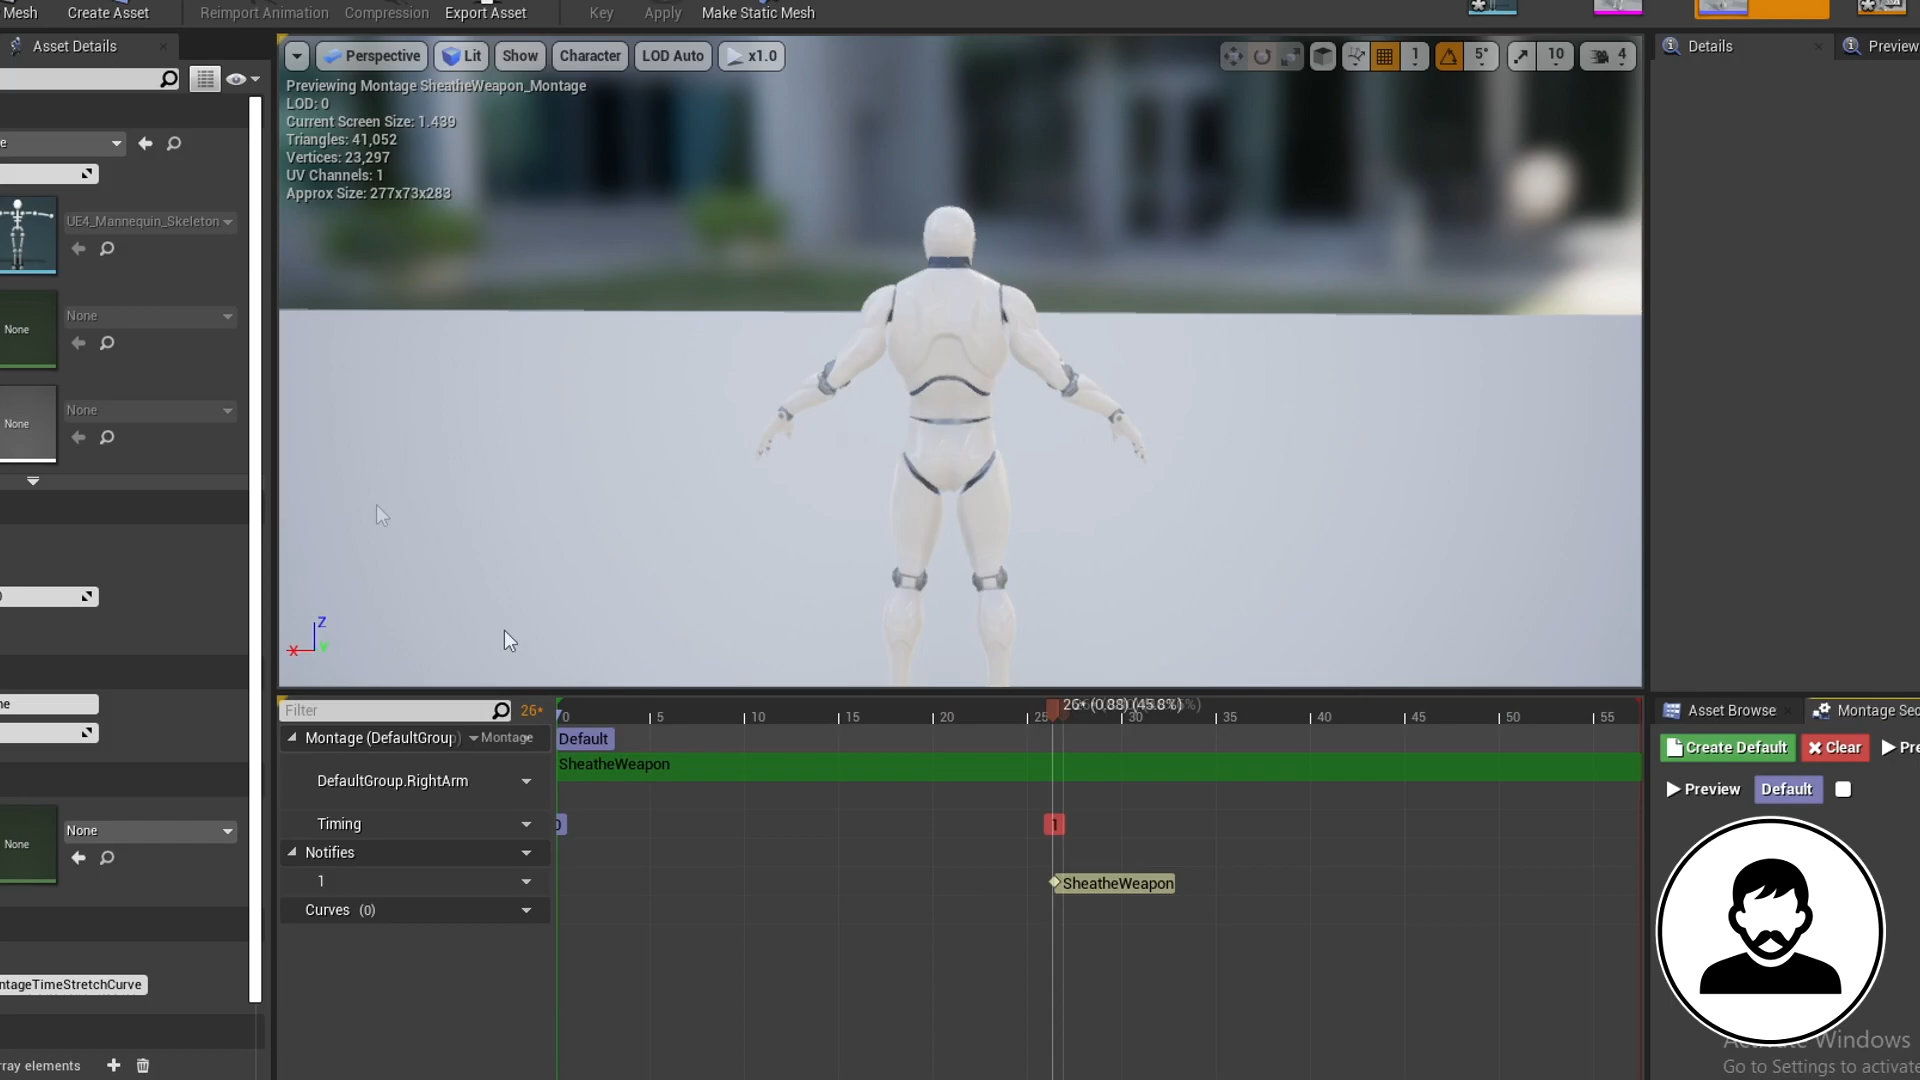 Mesh
Create Asset
Reimport Animation
Compression
Export Asset
Key
Apply
Make Static Mesh
Asset Details
Perspective
Lit
Show
Character
LOD Auto
x1.0
1
5°
10
4
Details
Preview
Previewing Montage SheatheWeapon_Montage
LOD: 0
Current Screen Size: 1.439
Triangles: 41,052
Vertices: 23,297
UV Channels: 1
Approx Size: 277x73x283
e
UE4_Mannequin_Skeleton
None
None
None
None
Z
X
Y
Filter
26*
0
5
10
15
20
25
30
35
40
45
50
55
26* (0.88) (45.8%)
Montage (DefaultGroup)
Montage
Default
SheatheWeapon
DefaultGroup.RightArm
Timing
1
Notifies
1
SheatheWeapon
Curves (0)
None
None
ntageTimeStretchCurve
rray elements
Asset Browse
Montage Sec
Create Default
Clear
Pre
Preview
Default
Windows
Go to Settings to activate